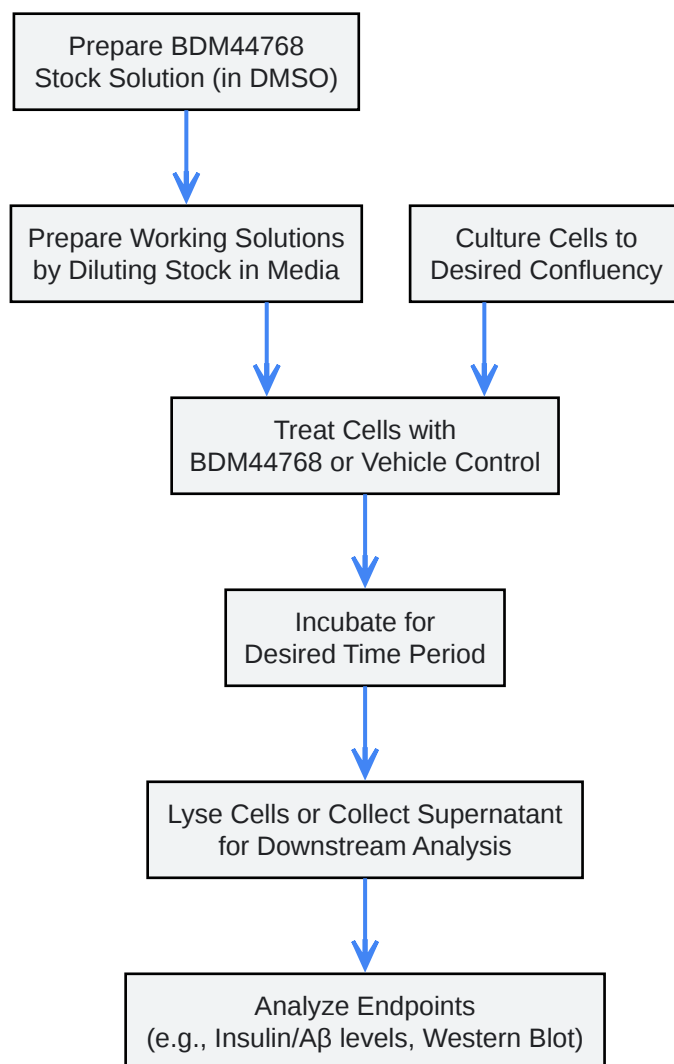 Prepare BDM44768
Stock Solution (in DMSO)
Prepare Working Solutions
by Diluting Stock in Media
Culture Cells to
Desired Confluency
Treat Cells with
BDM44768 or Vehicle Control
Incubate for
Desired Time Period
Lyse Cells or Collect Supernatant
for Downstream Analysis
Analyze Endpoints
(e.g., Insulin/Aβ levels, Western Blot)